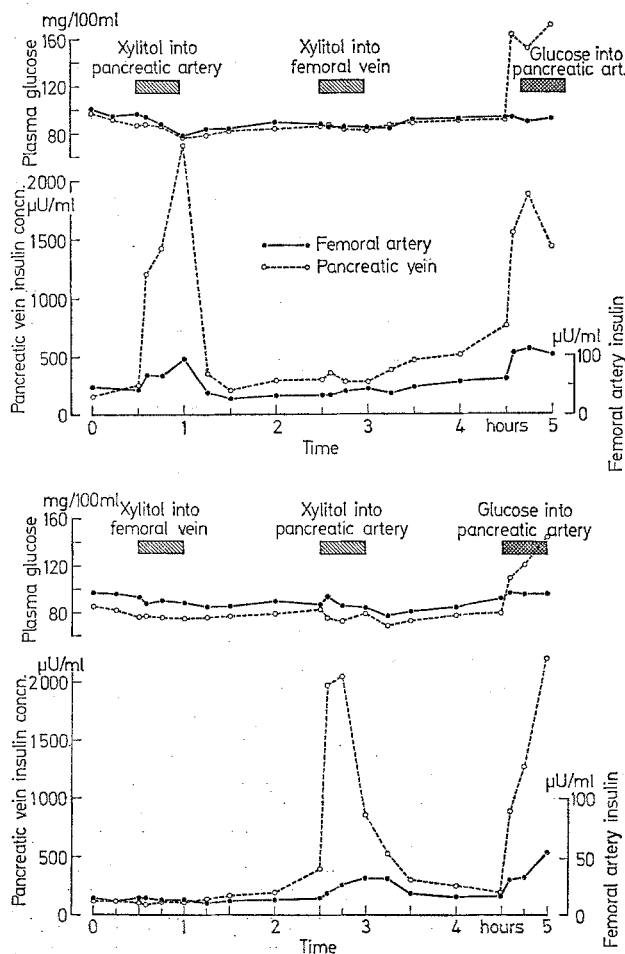 mg/100ml
160
120
80
Plasma glucose
Xylitol into
pancreatic artery
Xylitol into
femoral vein
Glucose into
pancreatic art.
2000
µU/ml
1500
1000
500
0
Pancreatic vein insulin concn.
Femoral artery
Pancreatic vein
µU/ml
100
0
Femoral artery insulin
0 1 2 3 4 hours 5
Time
mg/100ml
160
120
80
Plasma glucose
Xylitol into
femoral vein
Xylitol into
pancreatic artery
Glucose into
pancreatic artery
µU/ml
2000
1500
1000
500
0
Pancreatic vein insulin concn.
µU/ml
100
50
0
Femoral artery insulin
0 1 2 3 4 hours 5
Time